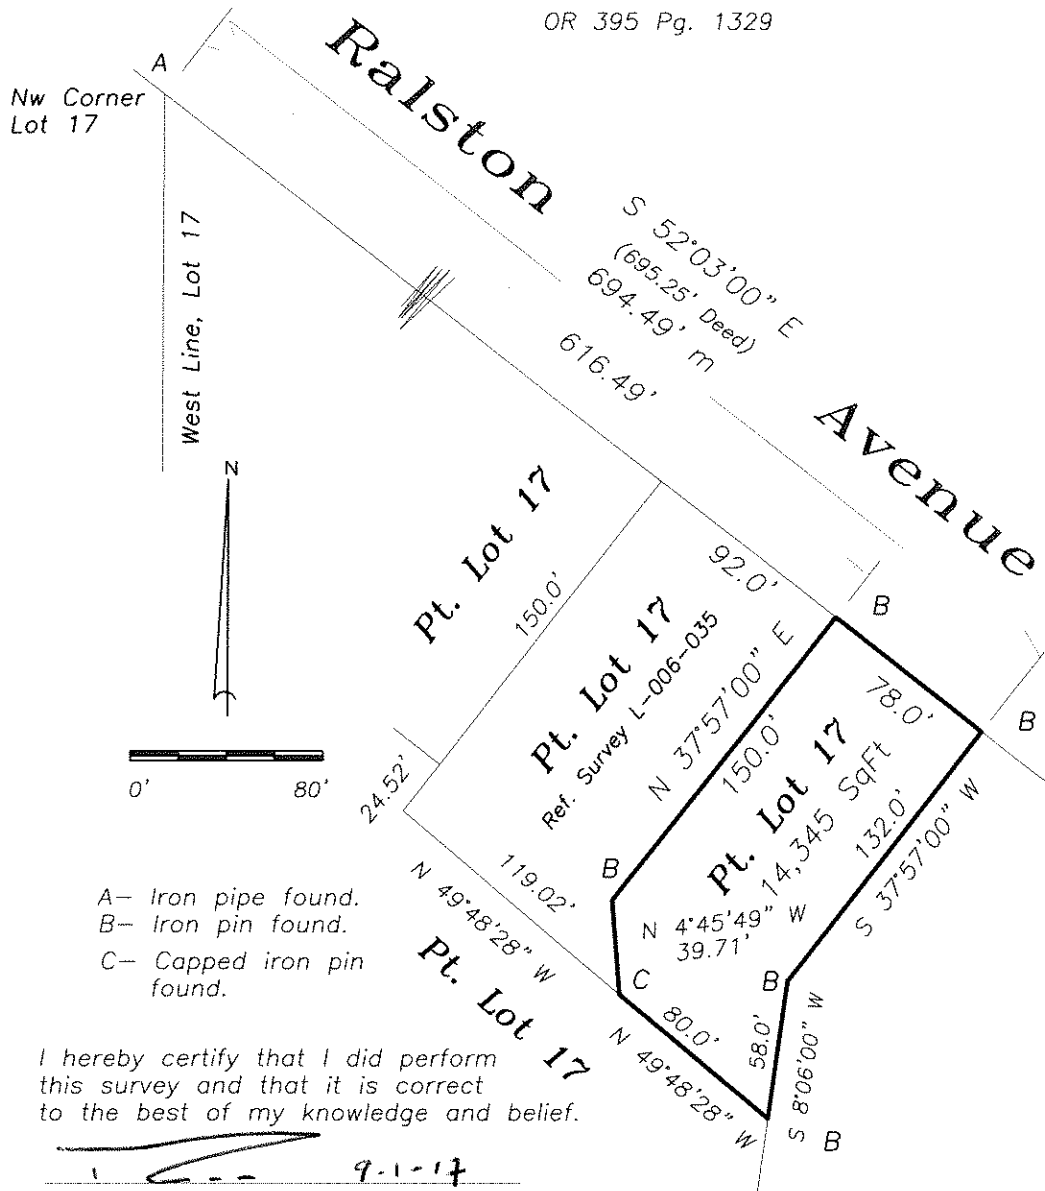 OR 395 Pg. 1329
Ralston
A
Nw Corner
Lot 17
West Line, Lot 17
S 52°03'00" E
(695.25' Deed)
694.49' m
616.49'
Avenue
N
Pt. Lot 17
150.0'
92.0'
B
Pt. Lot 17
Ref. Survey L-006-035
N 37°57'00" E
150.0'
78.0'
B
Pt. Lot 17
14,345 SqFt
132.0'
S 37°57'00" W
0'
80'
24.52'
119.02'
N 49°48'28" W
B
N 4°45'49" W
39.71'
A- Iron pipe found.
B- Iron pin found.
C- Capped iron pin
found.
Pt. Lot 17
C
B
80.0'
58.0'
N 49°48'28" W
S 8°06'00" W
B
I hereby certify that I did perform
this survey and that it is correct
to the best of my knowledge and belief.
9-1-17